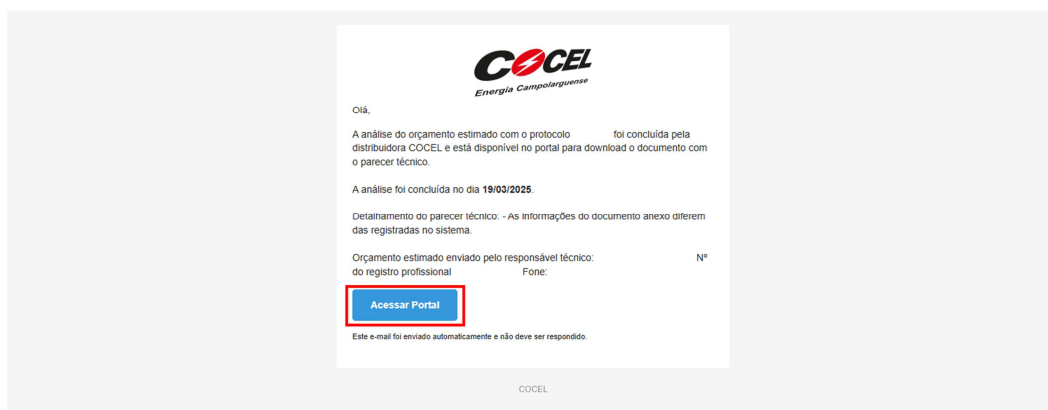 COCEL
Energia Campolarguense
Olá,
A análise do orçamento estimado com o protocolo foi concluída pela
distribuidora COCEL e está disponível no portal para download o documento com
o parecer técnico.
A análise foi concluída no dia 19/03/2025.
Detalhamento do parecer técnico: - As informações do documento anexo diferem
das registradas no sistema.
Orçamento estimado enviado pelo responsável técnico: Nº
do registro profissional Fone:
Acessar Portal
Este e-mail foi enviado automaticamente e não deve ser respondido.
COCEL